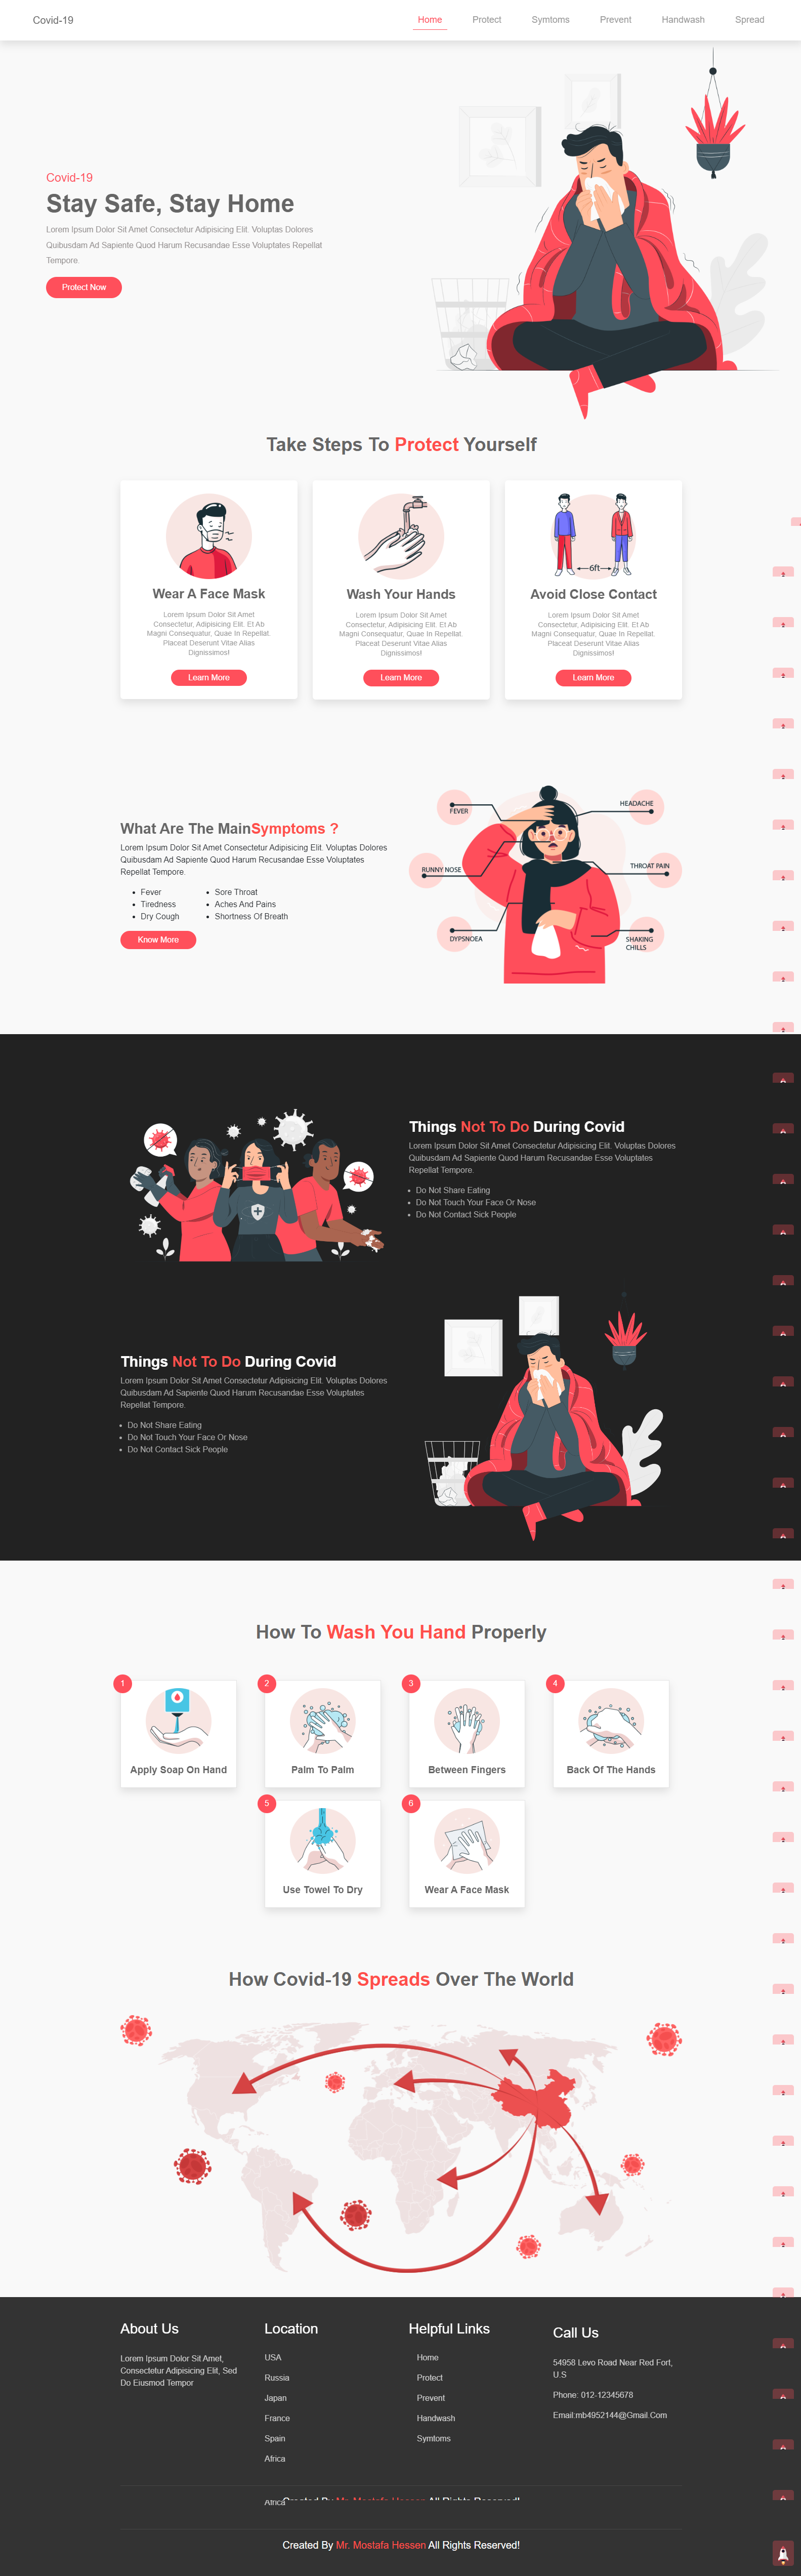 Covid-19
Home Protect Symtoms Prevent Handwash Spread
Covid-19
Stay Safe, Stay Home
Lorem Ipsum Dolor Sit Amet Consectetur Adipisicing Elit. Voluptas Dolores
Quibusdam Ad Sapiente Quod Harum Recusandae Esse Voluptates Repellat
Tempore.
Protect Now
Take Steps To Protect Yourself
Wear A Face Mask
Lorem Ipsum Dolor Sit Amet
Consectetur, Adipisicing Elit. Et Ab
Magni Consequatur, Quae In Repellat.
Placeat Deserunt Vitae Alias
Dignissimos!
Learn More
Wash Your Hands
Lorem Ipsum Dolor Sit Amet
Consectetur, Adipisicing Elit. Et Ab
Magni Consequatur, Quae In Repellat.
Placeat Deserunt Vitae Alias
Dignissimos!
Learn More
6ft
Avoid Close Contact
Lorem Ipsum Dolor Sit Amet
Consectetur, Adipisicing Elit. Et Ab
Magni Consequatur, Quae In Repellat.
Placeat Deserunt Vitae Alias
Dignissimos!
Learn More
What Are The MainSymptoms ?
Lorem Ipsum Dolor Sit Amet Consectetur Adipisicing Elit. Voluptas Dolores
Quibusdam Ad Sapiente Quod Harum Recusandae Esse Voluptates
Repellat Tempore.
Fever
Tiredness
Dry Cough
Sore Throat
Aches And Pains
Shortness Of Breath
Know More
FEVER
HEADACHE
RUNNY NOSE
THROAT PAIN
DYPSNOEA
SHAKING
CHILLS
Things Not To Do During Covid
Lorem Ipsum Dolor Sit Amet Consectetur Adipisicing Elit. Voluptas Dolores
Quibusdam Ad Sapiente Quod Harum Recusandae Esse Voluptates
Repellat Tempore.
Do Not Share Eating
Do Not Touch Your Face Or Nose
Do Not Contact Sick People
Things Not To Do During Covid
Lorem Ipsum Dolor Sit Amet Consectetur Adipisicing Elit. Voluptas Dolores
Quibusdam Ad Sapiente Quod Harum Recusandae Esse Voluptates
Repellat Tempore.
Do Not Share Eating
Do Not Touch Your Face Or Nose
Do Not Contact Sick People
How To Wash You Hand Properly
1
Apply Soap On Hand
2
Palm To Palm
3
Between Fingers
4
Back Of The Hands
5
Use Towel To Dry
6
Wear A Face Mask
How Covid-19 Spreads Over The World
About Us
Lorem Ipsum Dolor Sit Amet,
Consectetur Adipisicing Elit, Sed
Do Eiusmod Tempor
Location
USA
Russia
Japan
France
Spain
Africa
Helpful Links
Home
Protect
Prevent
Handwash
Symtoms
Call Us
54958 Levo Road Near Red Fort,
U.S
Phone: 012-12345678
Email:mb4952144@Gmail.Com
Africa
Created By Mr. Mostafa Hessen All Rights Reserved!
Created By Mr. Mostafa Hessen All Rights Reserved!